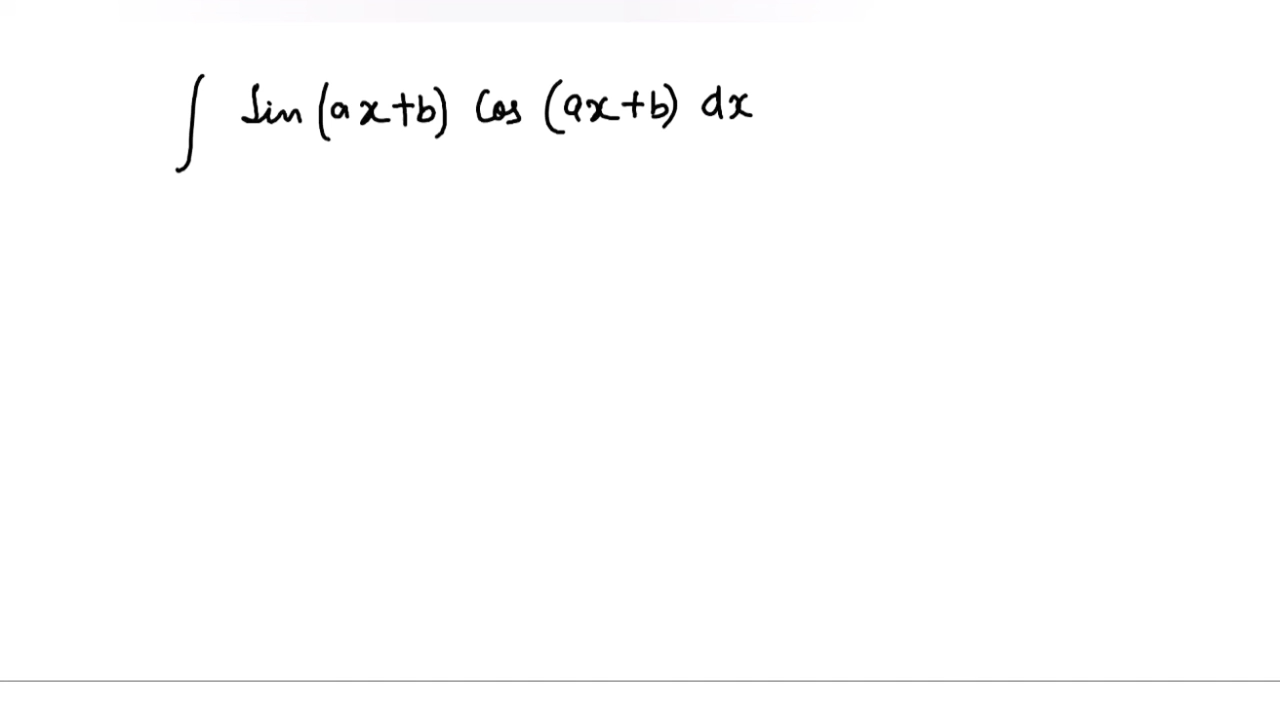 ∫ Sin (ax+b) Cos (ax+b) dx